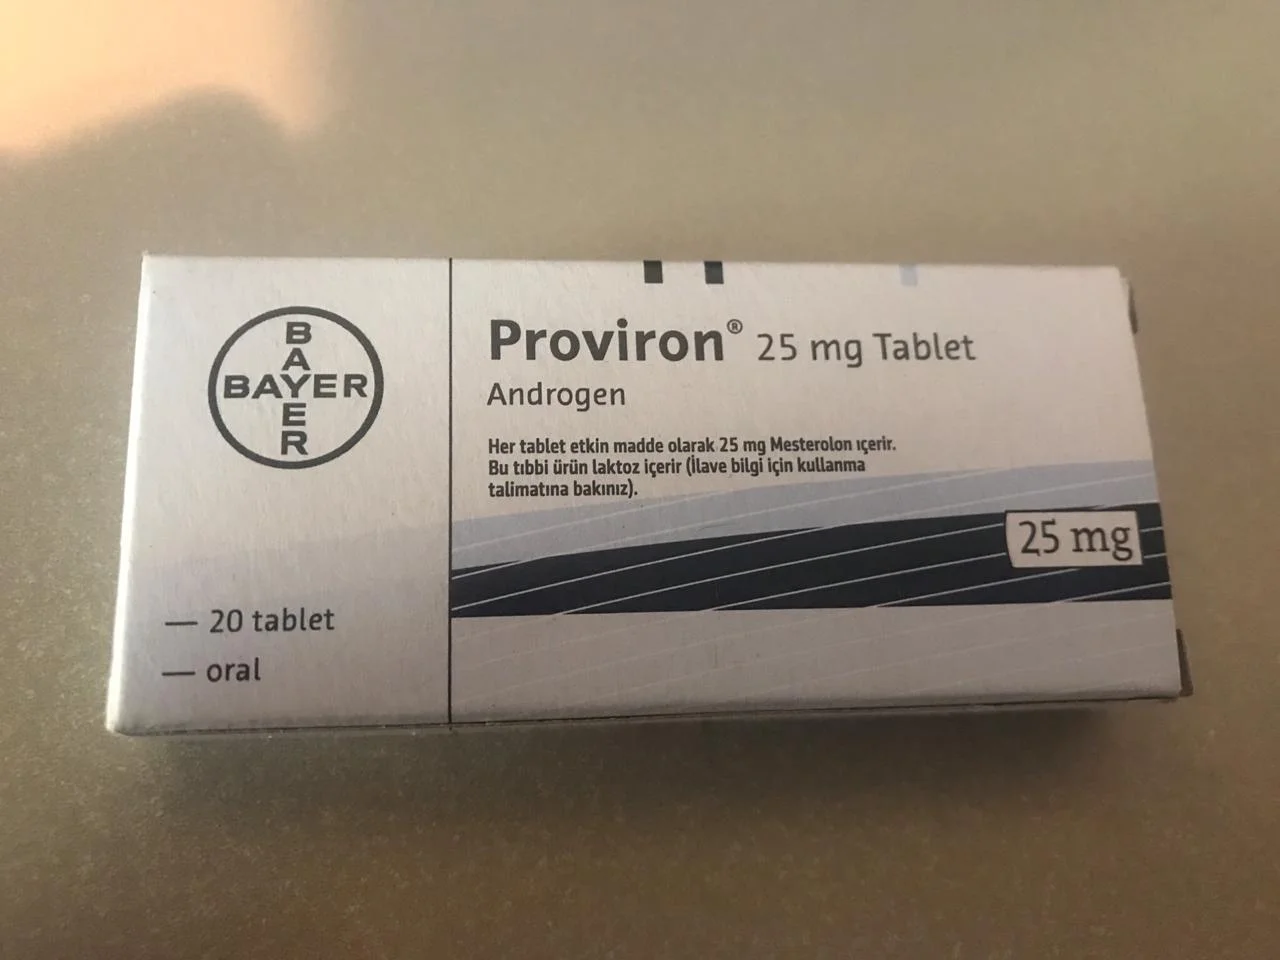 BAYER
BAYER
Proviron® 25 mg Tablet
Androgen
Her tablet etkin madde olarak 25 mg Mesterolon içerir.
Bu tıbbi ürün laktoz içerir (İlave bilgi için kullanma
talimatına bakınız).
25 mg
— 20 tablet
— oral